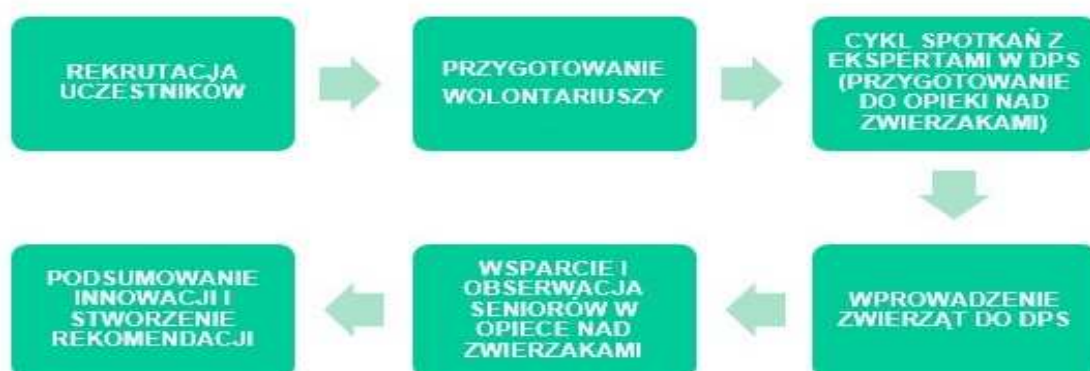 REKRUTACJA
UCZESTNIKÓW
PRZYGOTOWANIE
WOLONTARIUSZY
CYKL SPOTKAŃ Z
EKSPERTAMI W DPS
(PRZYGOTOWANIE
DO OPIEKI NAD
ZWIERZAKAMI)
WPROWADZENIE
ZWIERZĄT DO DPS
WSPARCIE I
OBSERWACJA
SENIORÓW W
OPIECE NAD
ZWIERZAKAMI
PODSUMOWANIE
INNOWACJI I
STWORZENIE
REKOMENDACJI